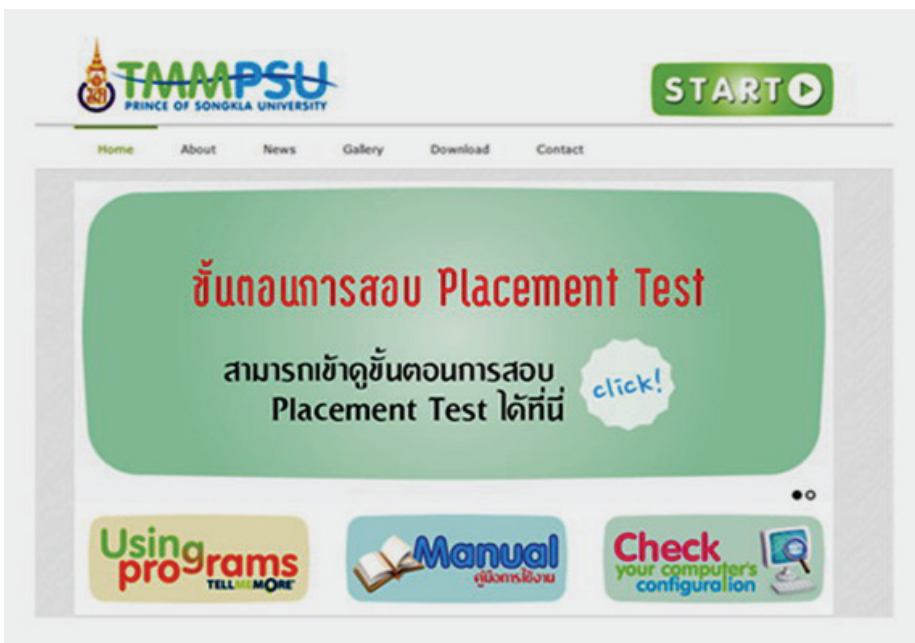 TMMPSU
PRINCE OF SONGKLA UNIVERSITY
START
Home About News Gallery Download Contact
ขั้นตอนการสอบ Placement Test
สามารถเข้าดูขั้นตอนการสอบ
Placement Test ได้ที่นี่
click!
Using
programs
TELLMEMORE
Manual
คู่มือการใช้งาน
Check
your computer's
configuration